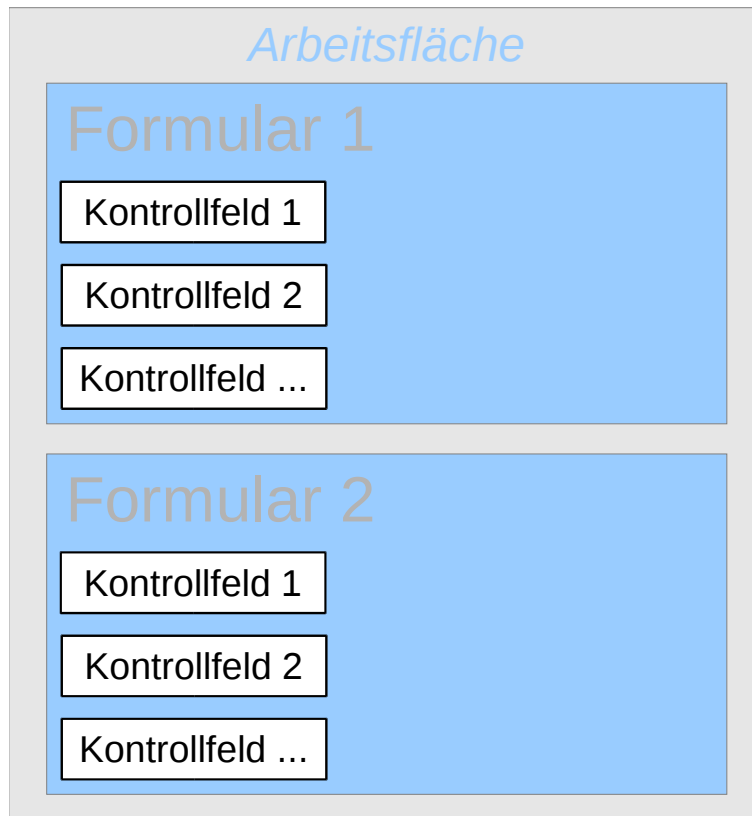 Arbeitsfläche
Formular 1
Kontrollfeld 1
Kontrollfeld 2
Kontrollfeld ...
Formular 2
Kontrollfeld 1
Kontrollfeld 2
Kontrollfeld ...